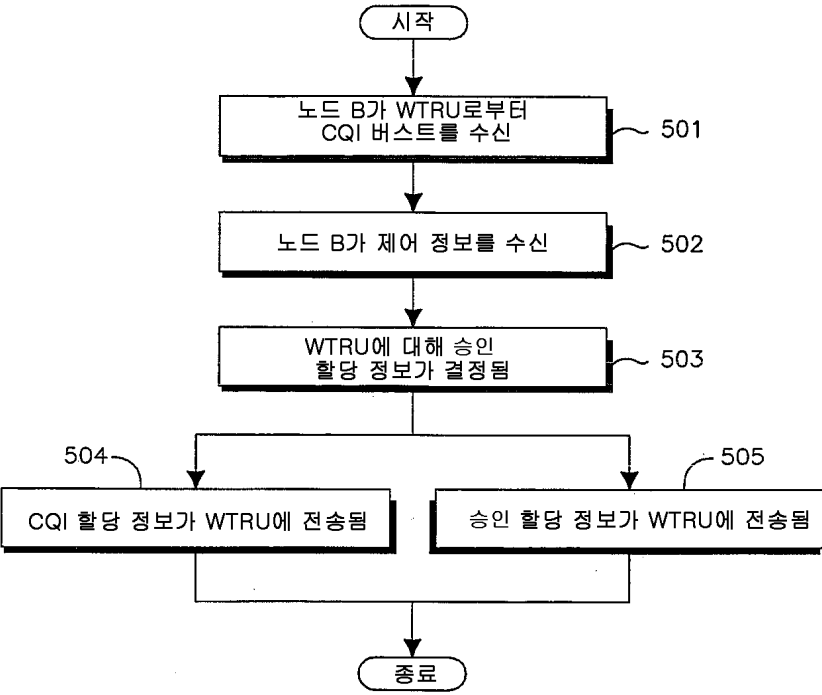 시작
노드 B가 WTRU로부터
CQI 버스트를 수신
501
노드 B가 제어 정보를 수신
502
WTRU에 대해 승인
할당 정보가 결정됨
503
504
505
CQI 할당 정보가 WTRU에 전송됨
승인 할당 정보가 WTRU에 전송됨
종료